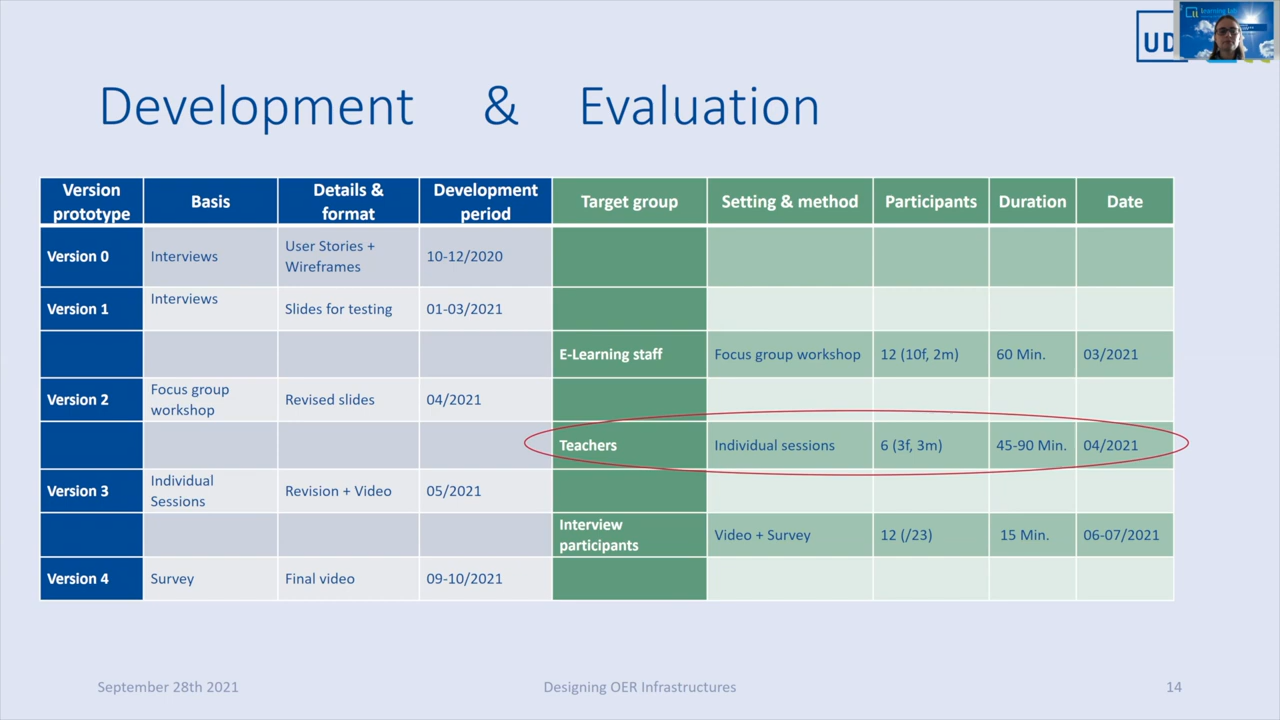 UD
Learning Lab
Development & Evaluation
Version prototype Basis Details & format Development period Target group Setting & method Participants Duration Date
Version 0 Interviews User Stories + Wireframes 10-12/2020
Version 1 Interviews Slides for testing 01-03/2021
E-Learning staff Focus group workshop 12 (10f, 2m) 60 Min. 03/2021
Version 2 Focus group workshop Revised slides 04/2021
Teachers Individual sessions 6 (3f, 3m) 45-90 Min. 04/2021
Version 3 Individual Sessions Revision + Video 05/2021
Interview participants Video + Survey 12 (/23) 15 Min. 06-07/2021
Version 4 Survey Final video 09-10/2021
September 28th 2021 Designing OER Infrastructures 14